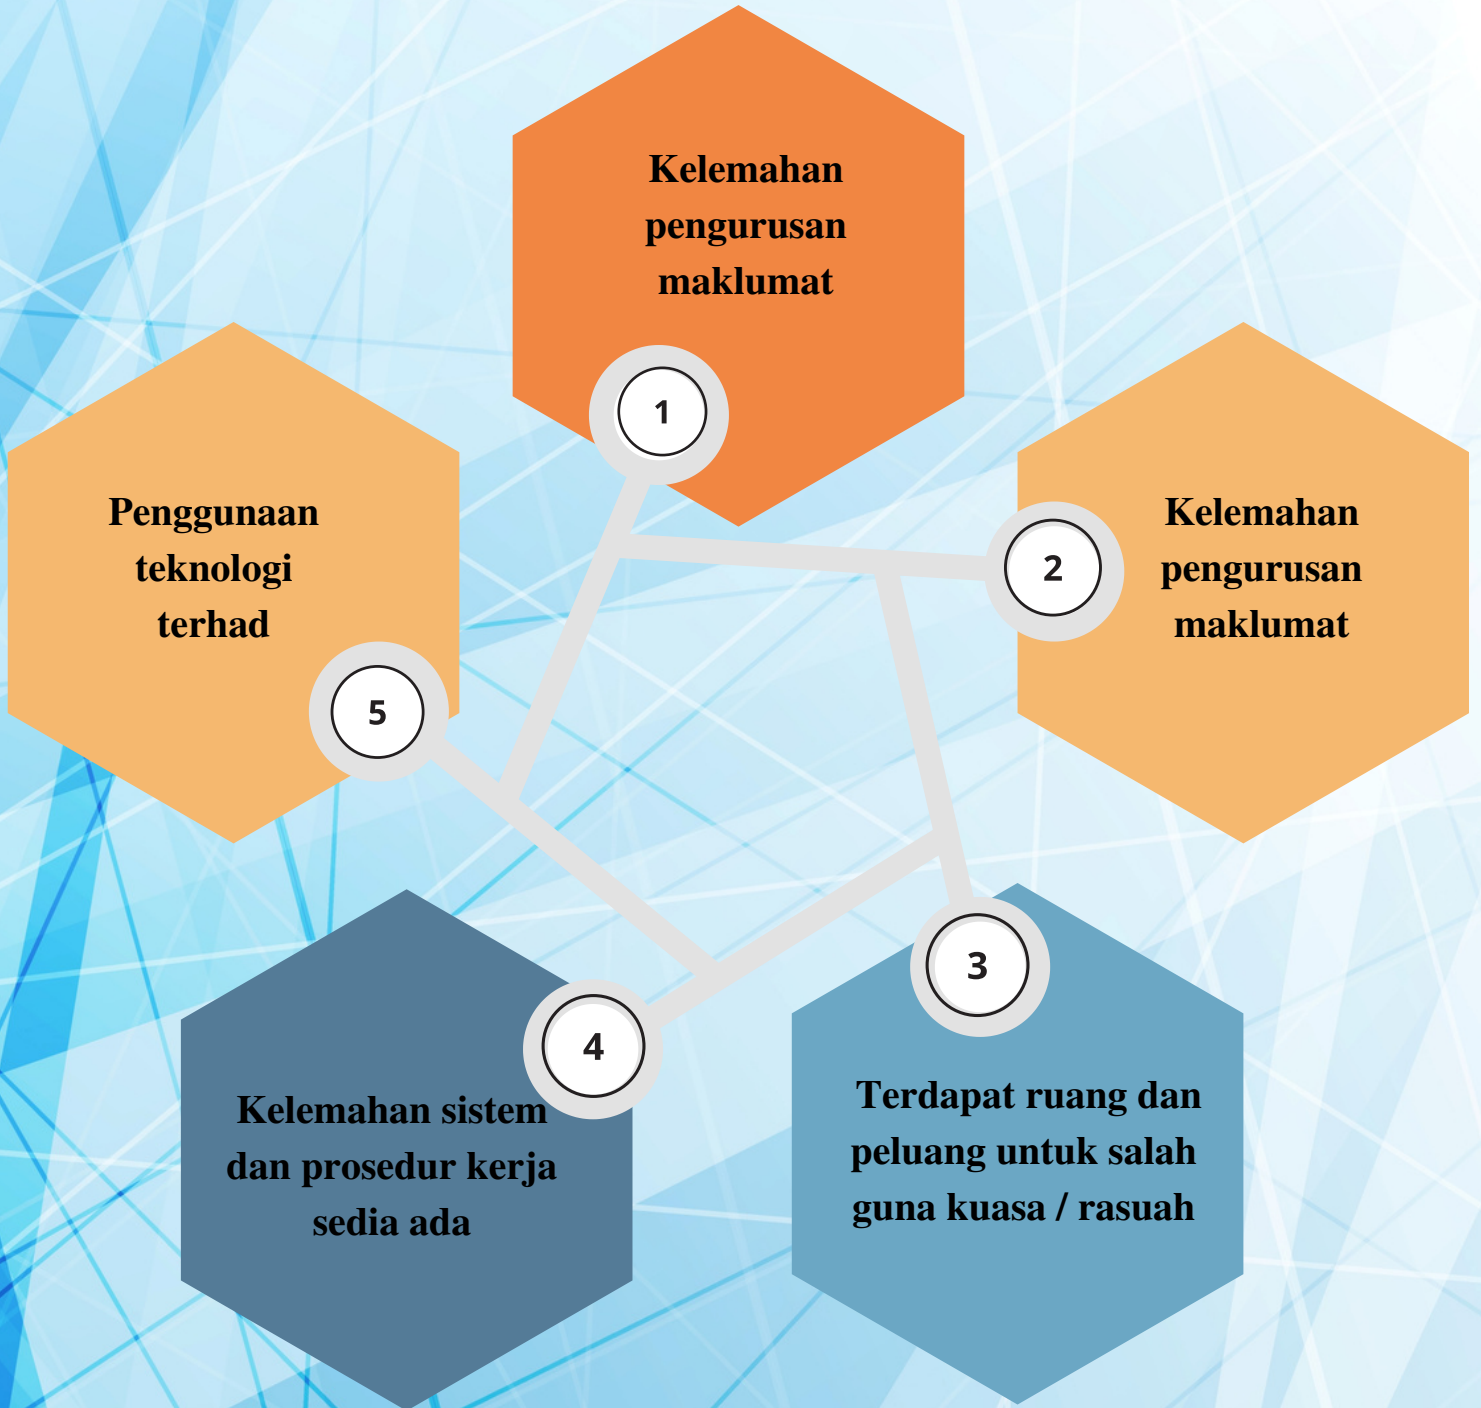 Kelemahan
pengurusan
maklumat
1
Kelemahan
pengurusan
maklumat
2
Terdapat ruang dan
peluang untuk salah
guna kuasa / rasuah
3
Kelemahan sistem
dan prosedur kerja
sedia ada
4
Penggunaan
teknologi
terhad
5